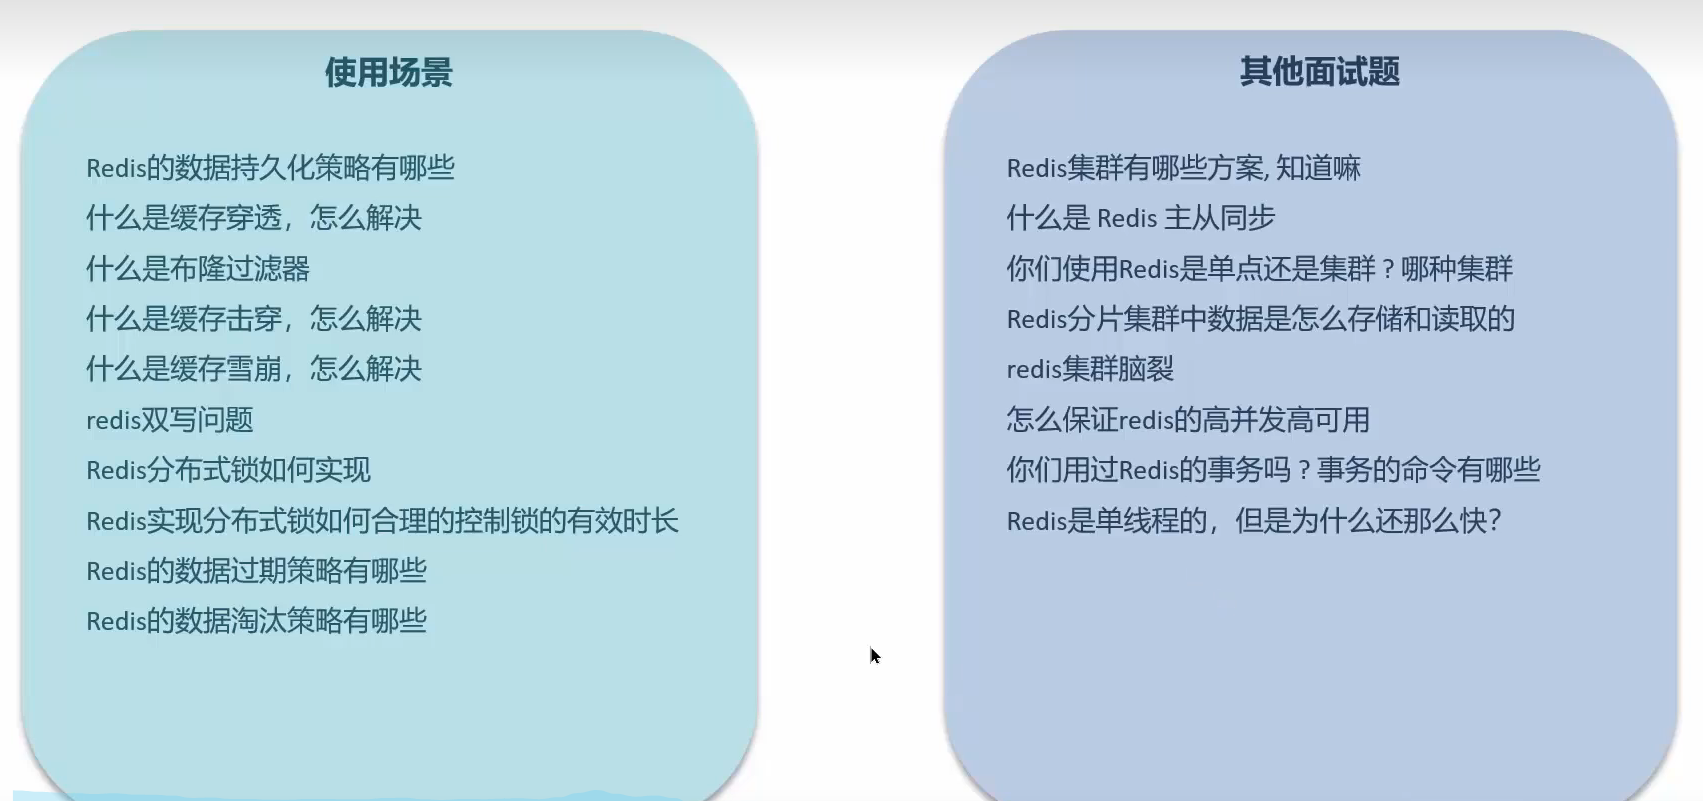 使用场景
Redis的数据持久化策略有哪些
什么是缓存穿透，怎么解决
什么是布隆过滤器
什么是缓存击穿，怎么解决
什么是缓存雪崩，怎么解决
redis双写问题
Redis分布式锁如何实现
Redis实现分布式锁如何合理的控制锁的有效时长
Redis的数据过期策略有哪些
Redis的数据淘汰策略有哪些
其他面试题
Redis集群有哪些方案, 知道嘛
什么是 Redis 主从同步
你们使用Redis是单点还是集群 ? 哪种集群
Redis分片集群中数据是怎么存储和读取的
redis集群脑裂
怎么保证redis的高并发高可用
你们用过Redis的事务吗 ? 事务的命令有哪些
Redis是单线程的，但是为什么还那么快?